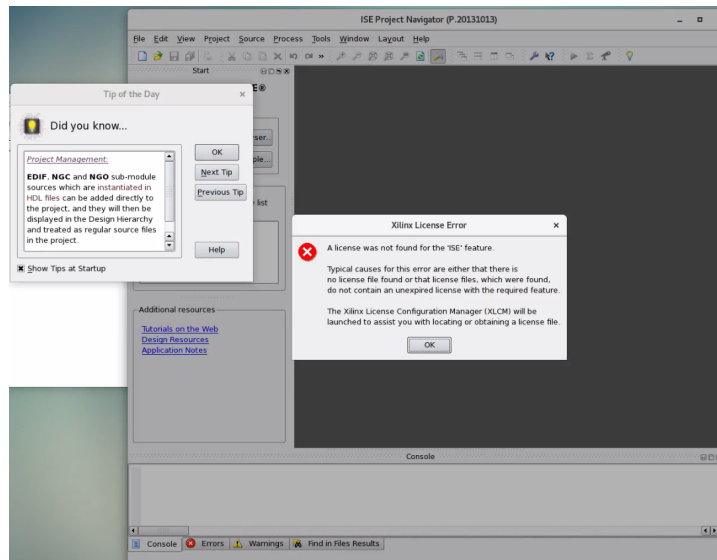 ISE Project Navigator (P.20131013)
File Edit View Project Source Process Tools Window Layout Help
Start
Tip of the Day
Did you know...
Project Management:
EDIF, NGC and NGO sub-module
sources which are instantiated in
HDL files can be added directly to
the project, and they will then be
displayed in the Design Hierarchy
and treated as regular source files
in the project.
OK
Next Tip
Previous Tip
Help
Show Tips at Startup
list
Xilinx License Error
A license was not found for the 'ISE' feature.
Typical causes for this error are either that there is
no license file found or that license files, which were found,
do not contain an unexpired license with the required feature.
The Xilinx License Configuration Manager (XLCM) will be
launched to assist you with locating or obtaining a license file.
OK
Additional resources
Tutorials on the Web
Design Resources
Application Notes
Console
Console Errors Warnings Find in Files Results